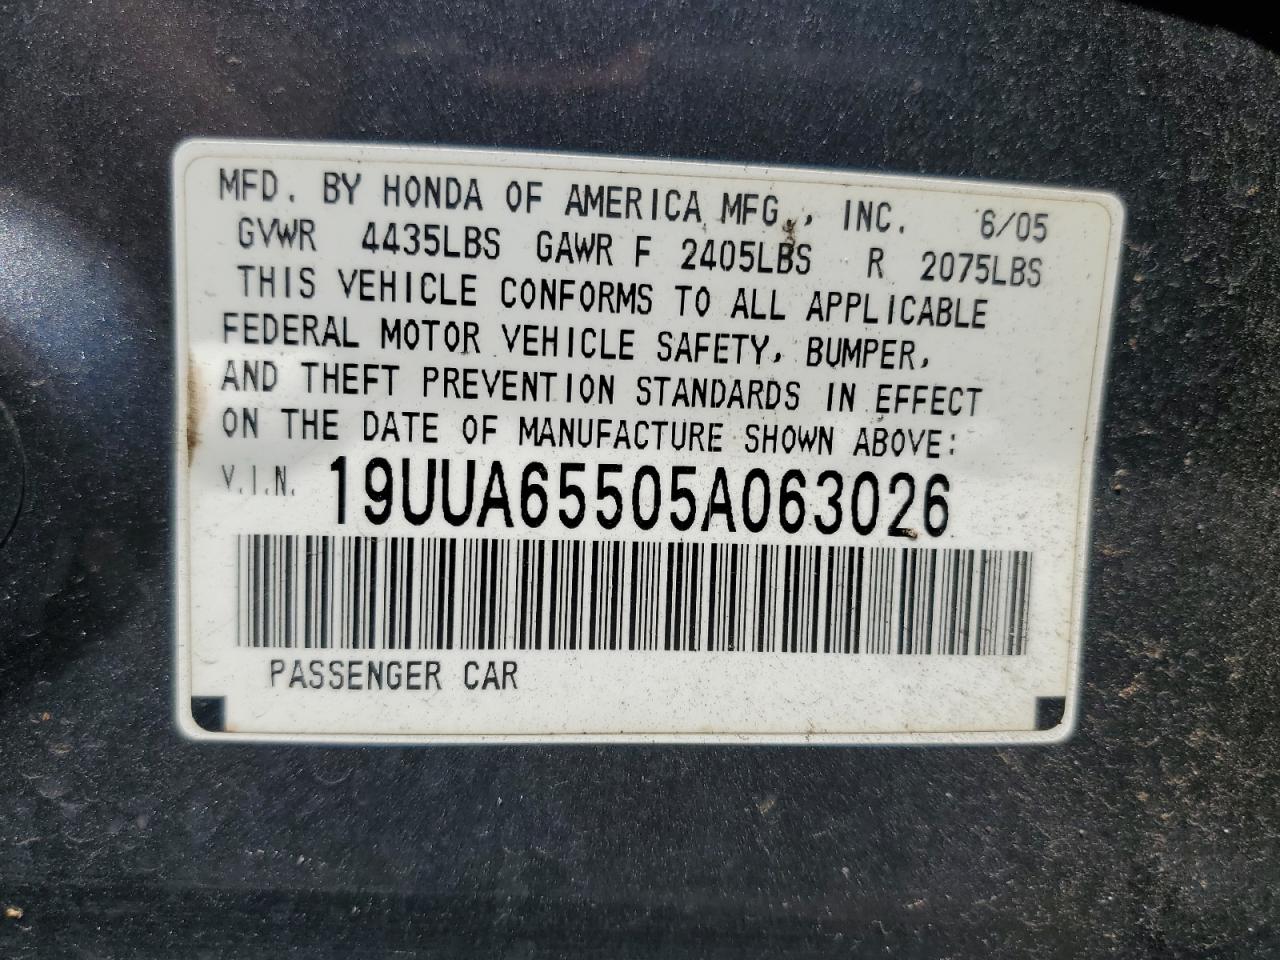 MFD. BY HONDA OF AMERICA MFG., INC. 6/05
GVWR 4435LBS GAWR F 2405LBS R 2075LBS
THIS VEHICLE CONFORMS TO ALL APPLICABLE
FEDERAL MOTOR VEHICLE SAFETY, BUMPER,
AND THEFT PREVENTION STANDARDS IN EFFECT
ON THE DATE OF MANUFACTURE SHOWN ABOVE:
V.I.N. 19UUA65505A063026
PASSENGER CAR